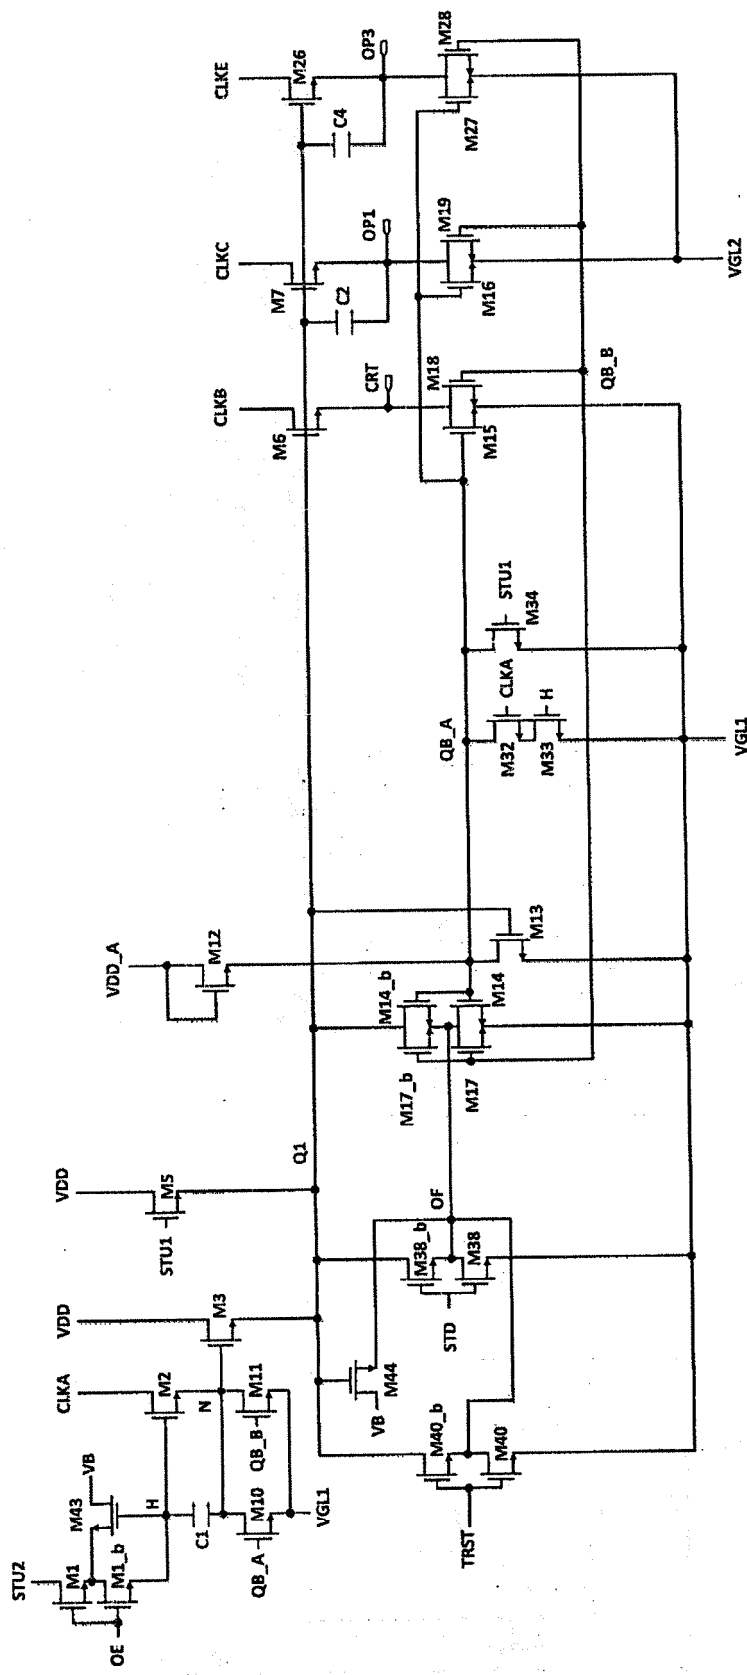 CLKE
M26
OP3
M28
C4
M27
CLKC
M7
OP1
M19
C2
M16
VGL2
CLKB
M6
CRT
M18
M15
QB_B
STU1
M34
CLKA
H
QB_A
M32
M33
VGL1
VDD_A
M12
M13
M14_b
M14
M17_b
M17
VDD
M5
STU1
Q1
OF
VDD
M3
M38_b
M38
STD
CLKA
M2
N
M11
QB_B
M44
VB
M40_b
M40
TRST
VB
M43
H
C1
M10
QB_A
VGL1
STU2
M1
M1_b
OE